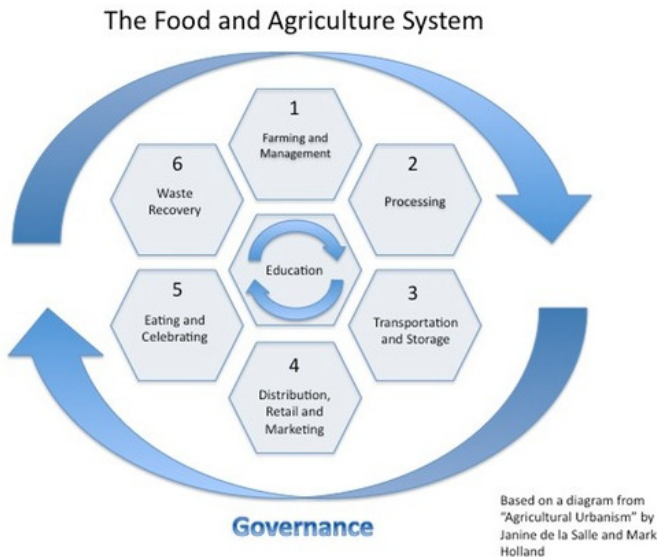 The Food and Agriculture System
1
Farming and
Management
2
Processing
3
Transportation
and Storage
4
Distribution,
Retail and
Marketing
5
Eating and
Celebrating
6
Waste
Recovery
Education
Governance
Based on a diagram from
"Agricultural Urbanism" by
Janine de la Salle and Mark
Holland